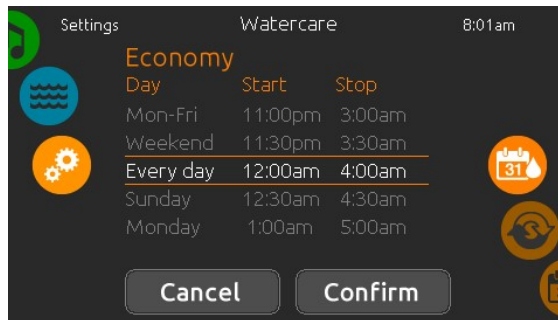 Settings Watercare 8:01am
Economy
Day Start Stop
Mon-Fri 11:00pm 3:00am
Weekend 11:30pm 3:30am
Every day 12:00am 4:00am
31
Sunday 12:30am 4:30am
Monday 1:00am 5:00am
Cancel Confirm